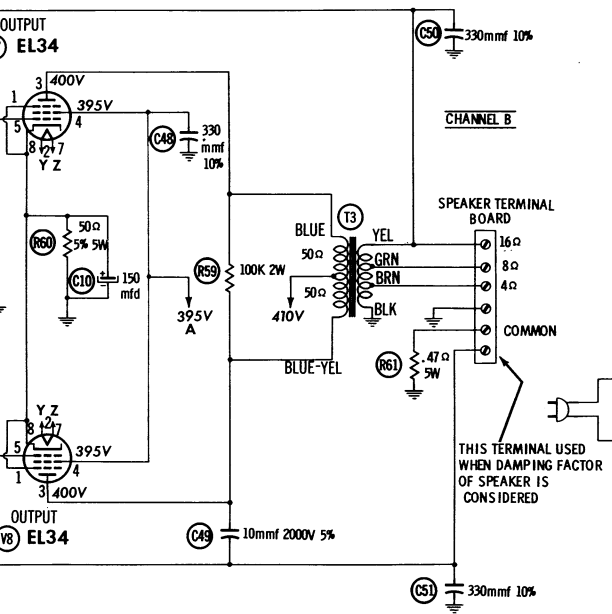 OUTPUT
EL34
C50
330mmf 10%
3
400V
1
395V
5
4
8 2 7
Y Z
C48
330
mmf
10%
CHANNEL B
SPEAKER TERMINAL
BOARD
T3
BLUE
YEL
16Ω
50Ω
GRN
8Ω
BRN
4Ω
50Ω
BLK
COMMON
R60
50Ω
5% 5W
C10
+
150
mfd
R59
100K 2W
395V
A
410V
BLUE-YEL
R61
.47Ω
5W
THIS TERMINAL USED
WHEN DAMPING FACTOR
OF SPEAKER IS
CONSIDERED
Y Z
8 2 7
5
395V
4
1
3
400V
OUTPUT
V8
EL34
C49
10mmf 2000V 5%
C51
330mmf 10%